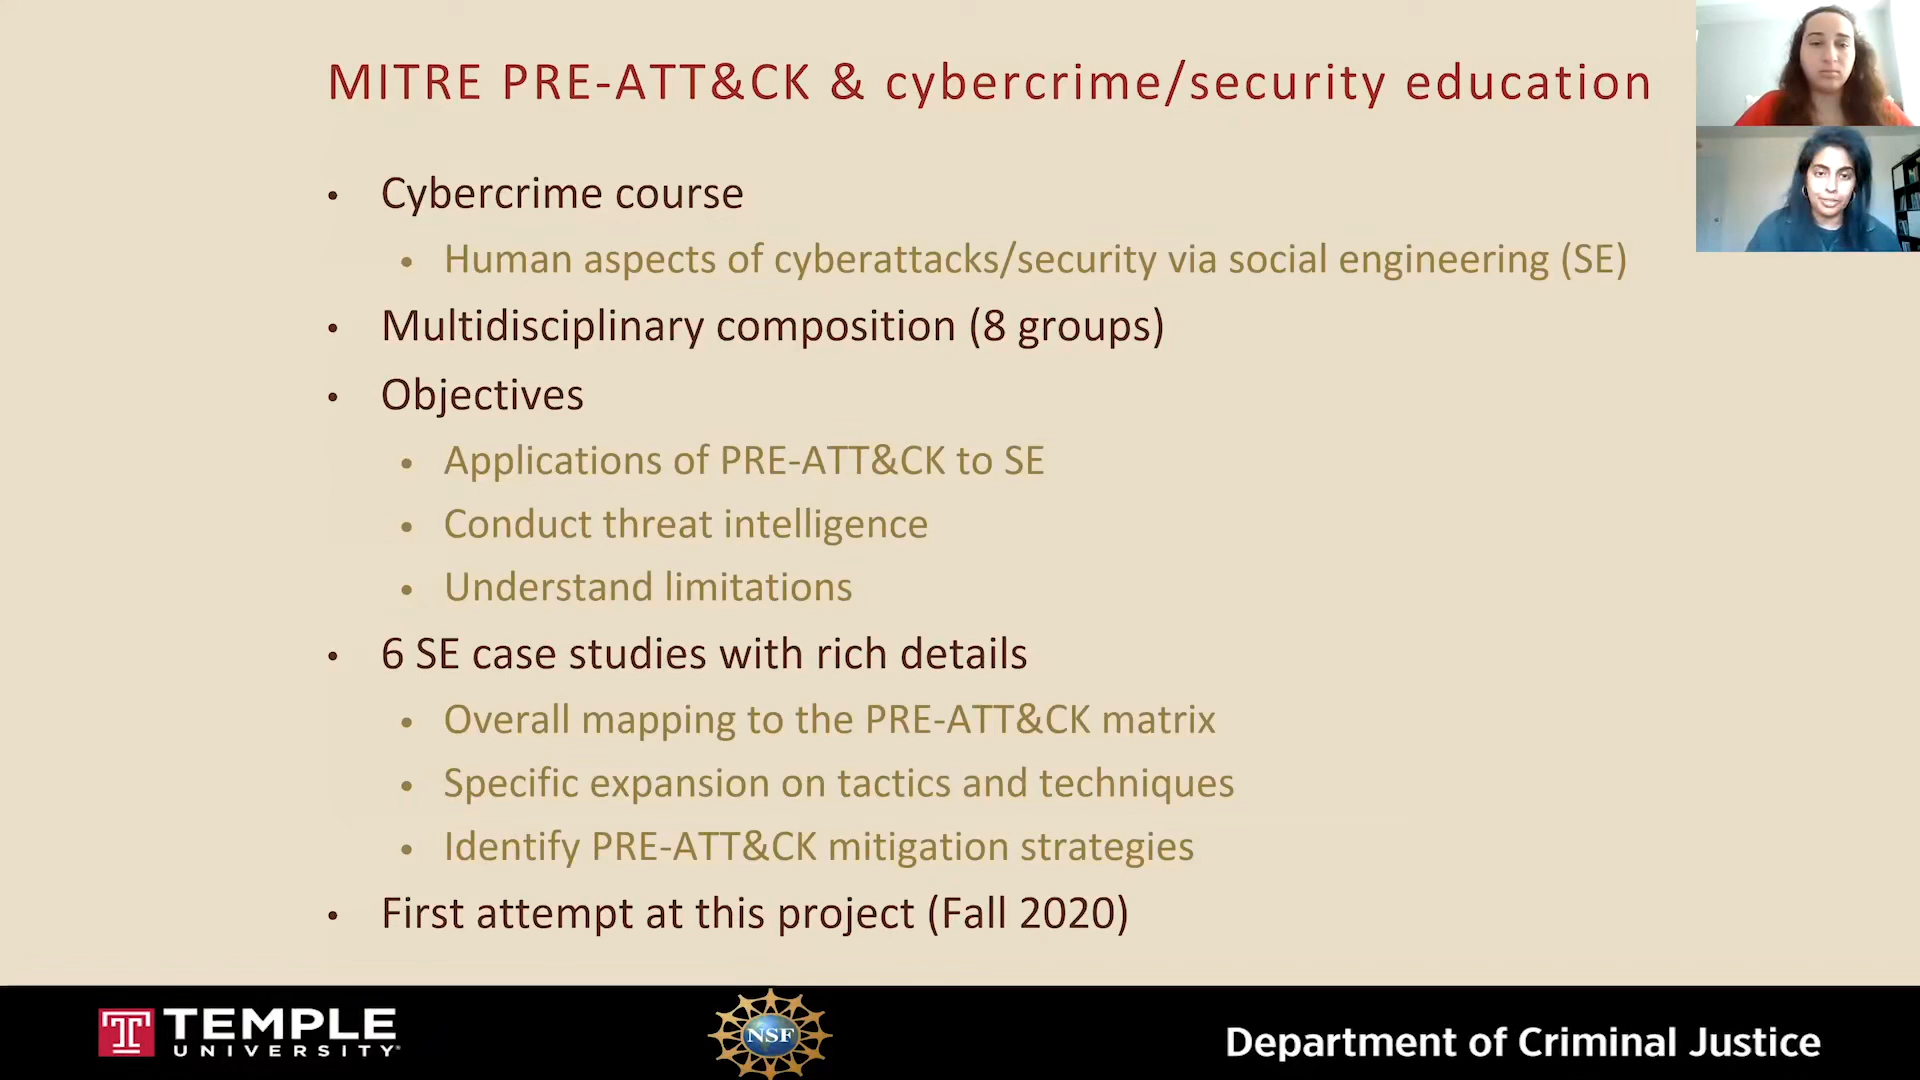 MITRE PRE-ATT&CK & cybercrime/security education
• Cybercrime course
• Human aspects of cyberattacks/security via social engineering (SE)
• Multidisciplinary composition (8 groups)
• Objectives
• Applications of PRE-ATT&CK to SE
• Conduct threat intelligence
• Understand limitations
• 6 SE case studies with rich details
• Overall mapping to the PRE-ATT&CK matrix
• Specific expansion on tactics and techniques
• Identify PRE-ATT&CK mitigation strategies
• First attempt at this project (Fall 2020)
TEMPLE
UNIVERSITY
NSF
Department of Criminal Justice